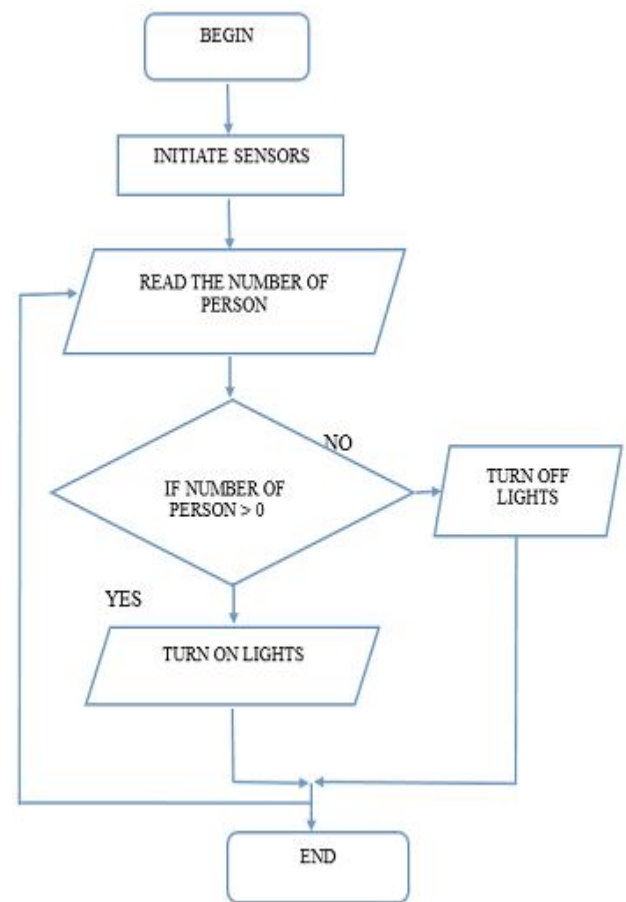 BEGIN
INITIATE SENSORS
READ THE NUMBER OF
PERSON
NO
IF NUMBER OF
PERSON > 0
TURN OFF
LIGHTS
YES
TURN ON LIGHTS
END